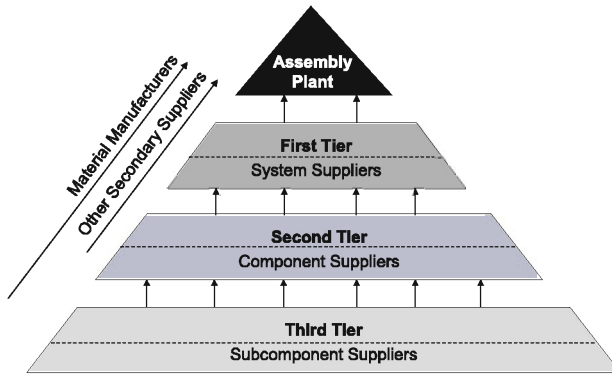 Assembly
Plant
Material Manufacturers
Other Secondary Suppliers
First Tier
System Suppliers
Second Tier
Component Suppliers
Third Tier
Subcomponent Suppliers